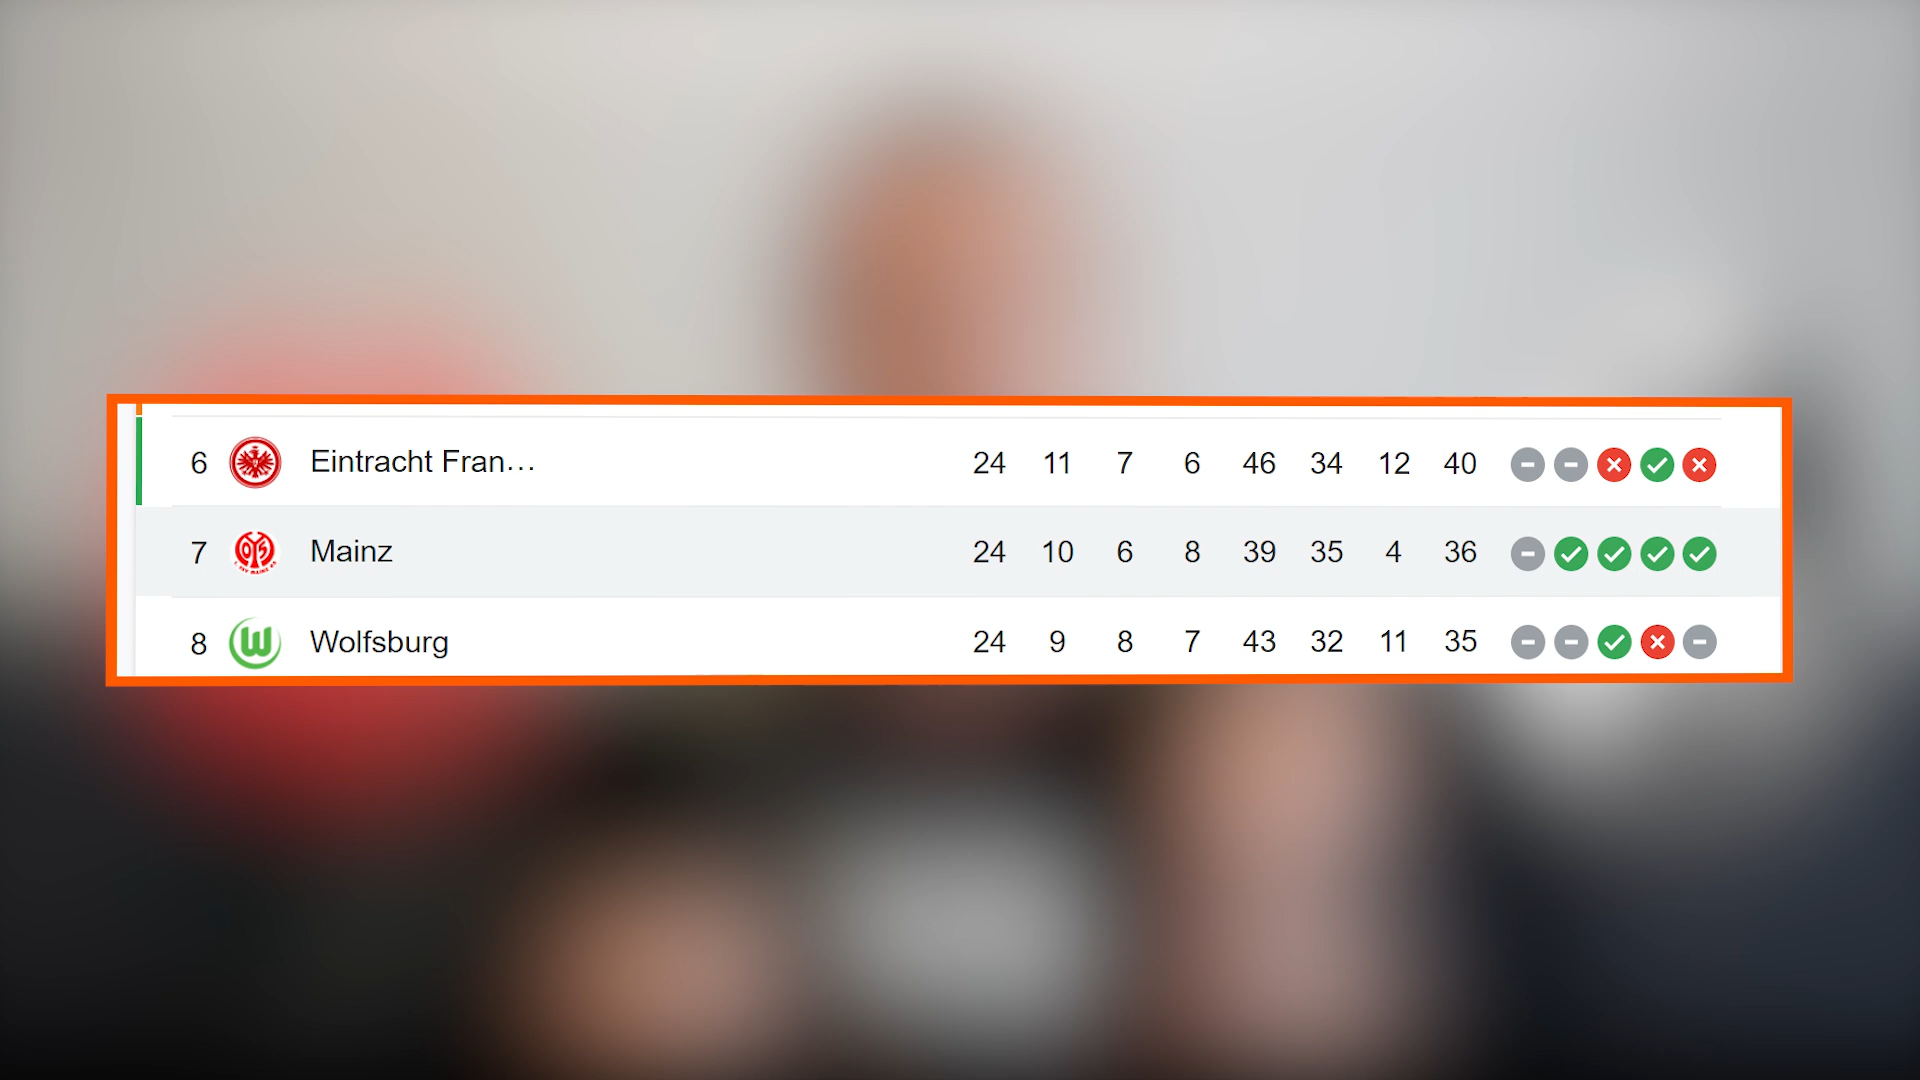 6 Eintracht Fran... 24 11 7 6 46 34 12 40
7 Mainz 24 10 6 8 39 35 4 36
8 Wolfsburg 24 9 8 7 43 32 11 35